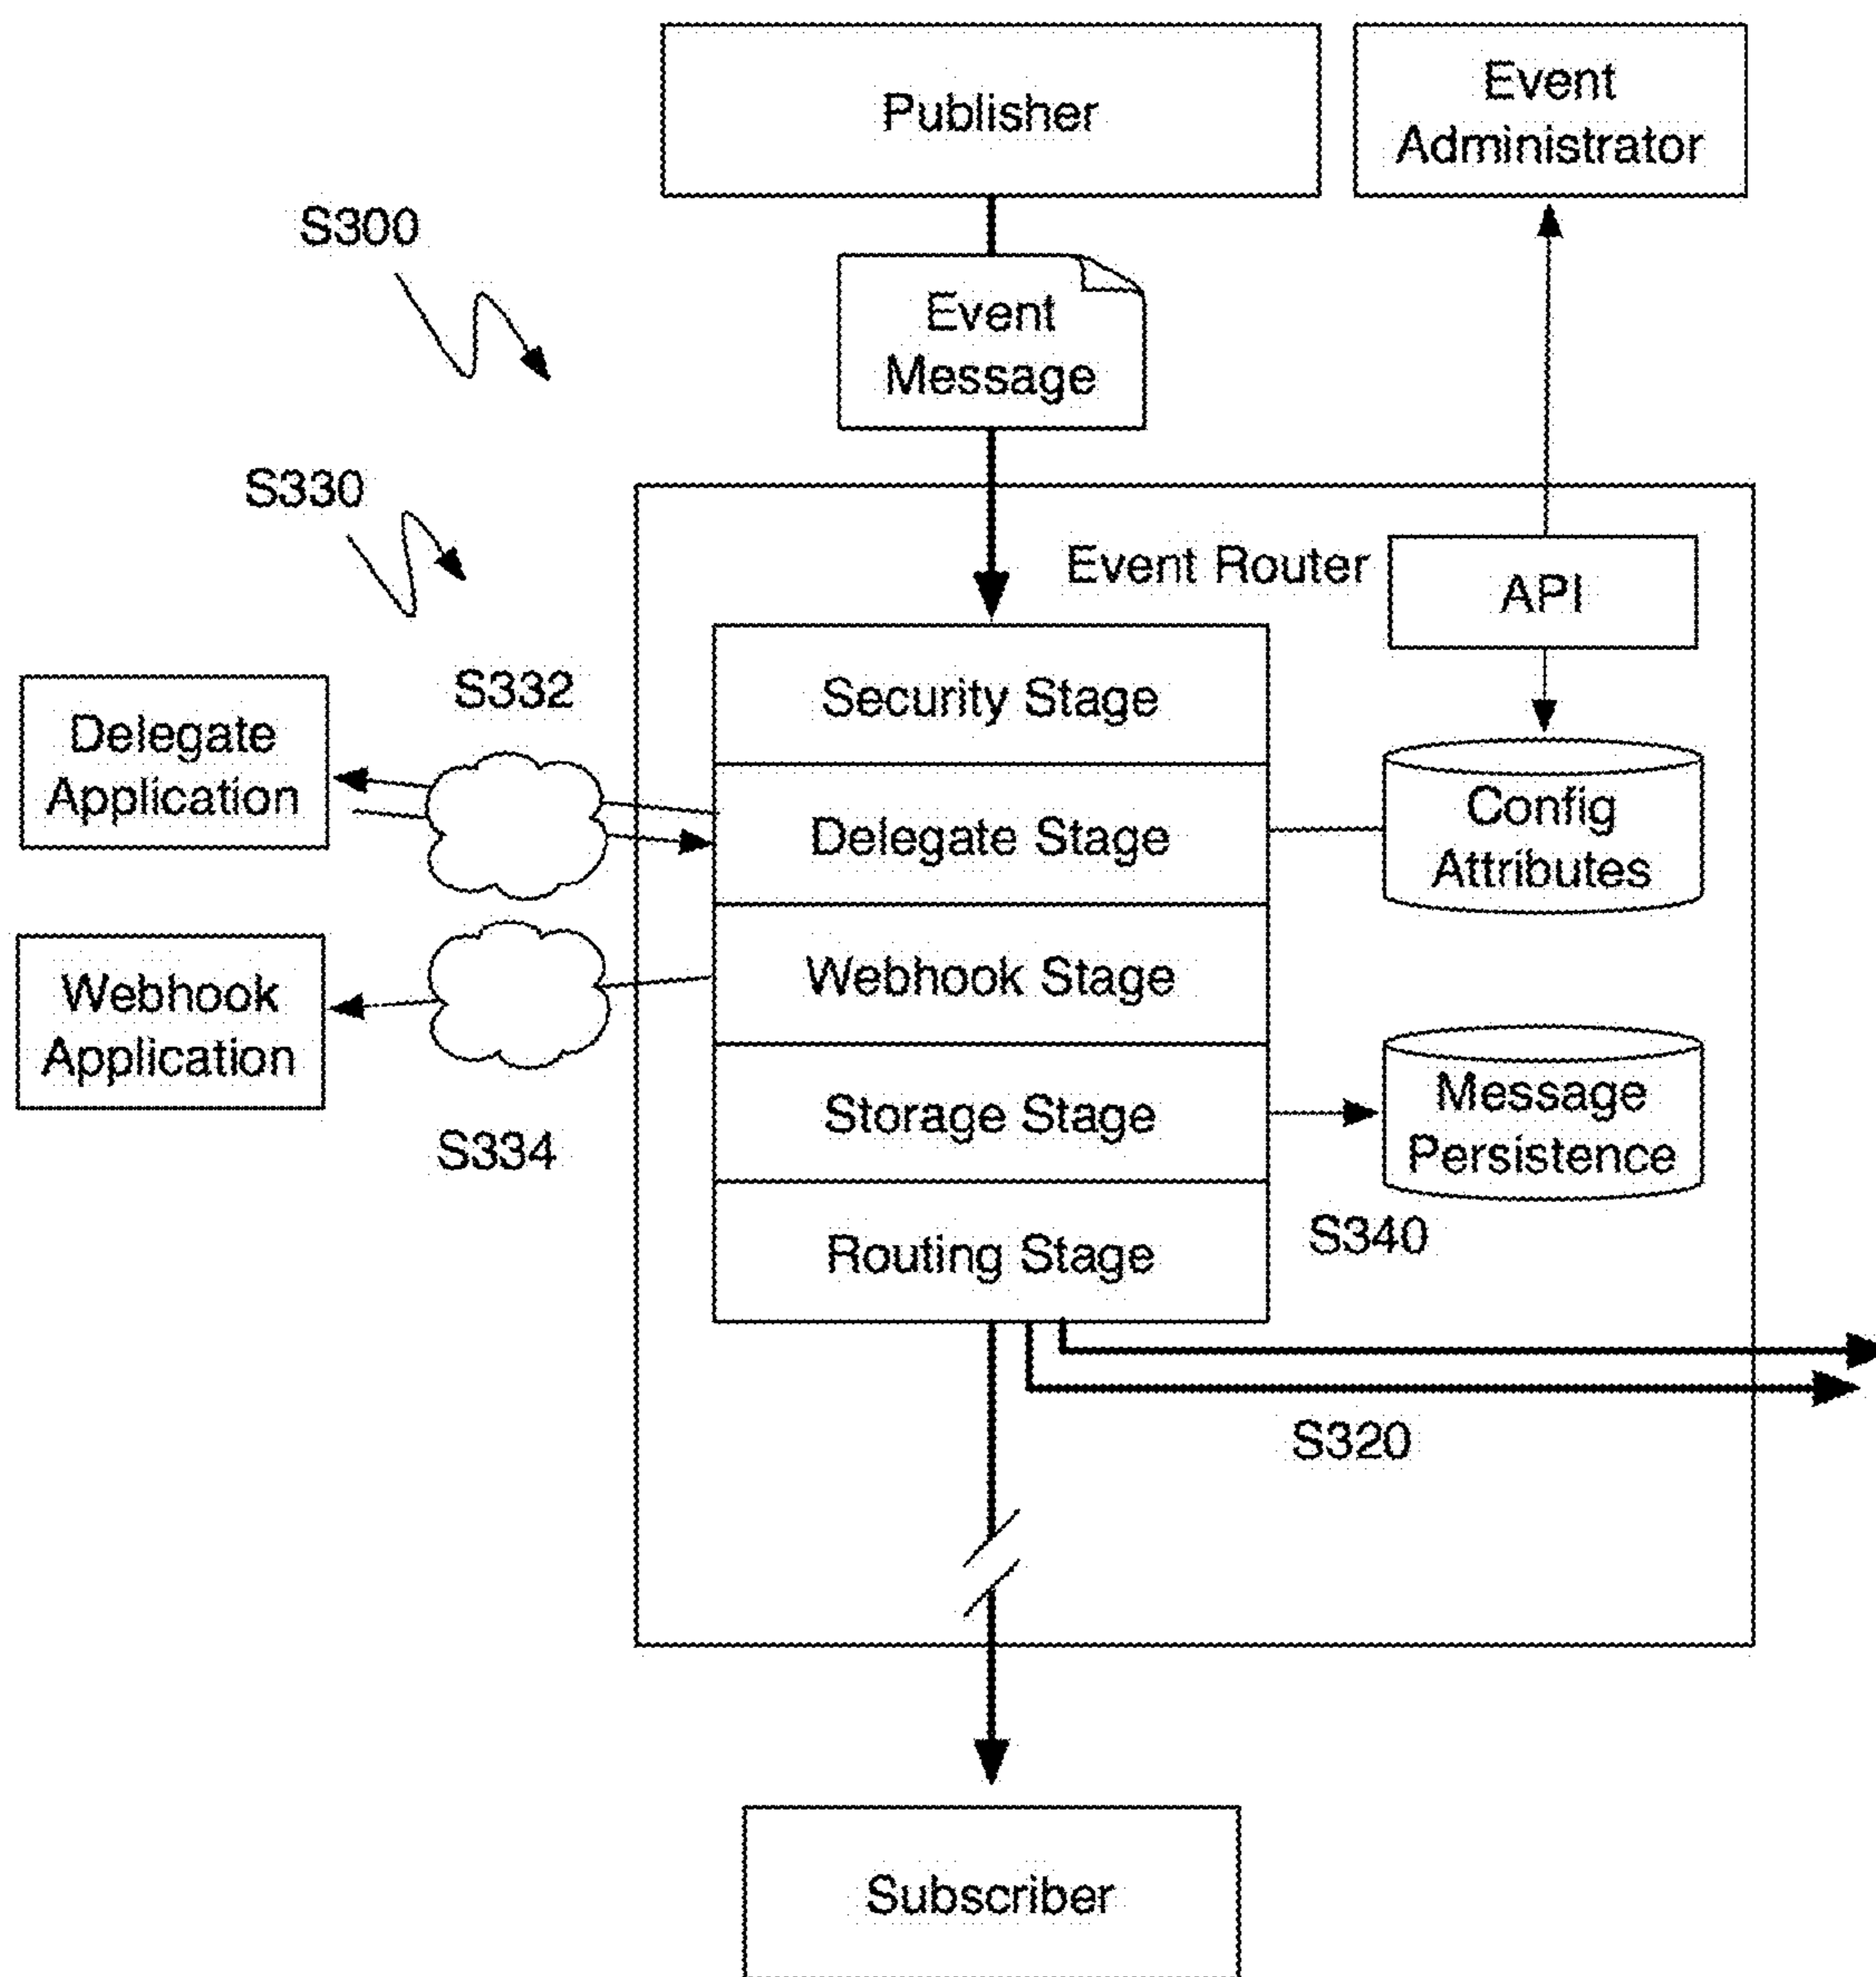 Publisher
Event
Administrator
S300
Event
Message
S330
Event Router
API
S332
Security Stage
Delegate
Application
Delegate Stage
Config
Attributes
Webhook
Application
Webhook Stage
S334
Storage Stage
Message
Persistence
S340
Routing Stage
S320
Subscriber